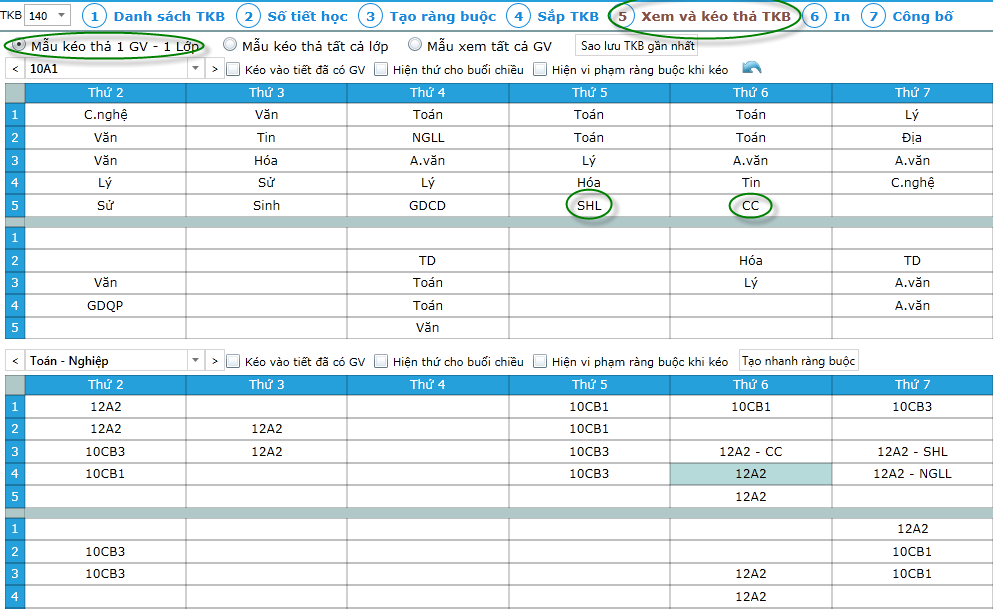 TKB 140 1 Danh sách TKB 2 Số tiết học 3 Tạo ràng buộc 4 Sắp TKB 5 Xem và kéo thả TKB 6 In 7 Công bố
Mẫu kéo thả 1 GV - 1 Lớp Mẫu kéo thả tất cả lớp Mẫu xem tất cả GV Sao lưu TKB gần nhất
< 10A1 > Kéo vào tiết đã có GV Hiện thứ cho buổi chiều Hiện vi phạm ràng buộc khi kéo
Thứ 2 Thứ 3 Thứ 4 Thứ 5 Thứ 6 Thứ 7
1 C.nghệ Văn Toán Toán Toán Lý
2 Văn Tin NGLL Toán Toán Địa
3 Văn Hóa A.văn Lý A.văn A.văn
4 Lý Sử Lý Hóa Tin C.nghệ
5 Sử Sinh GDCD SHL CC
1
2 TD Hóa TD
3 Văn Toán Lý A.văn
4 GDQP Toán A.văn
5 Văn
< Toán - Nghiệp > Kéo vào tiết đã có GV Hiện thứ cho buổi chiều Hiện vi phạm ràng buộc khi kéo Tạo nhanh ràng buộc
Thứ 2 Thứ 3 Thứ 4 Thứ 5 Thứ 6 Thứ 7
1 12A2 10CB1 10CB1 10CB3
2 12A2 12A2 10CB1
3 10CB3 12A2 10CB3 12A2 - CC 12A2 - SHL
4 10CB1 10CB3 12A2 12A2 - NGLL
5 12A2
1 12A2
2 10CB3 10CB1
3 10CB3 12A2 10CB1
4 12A2